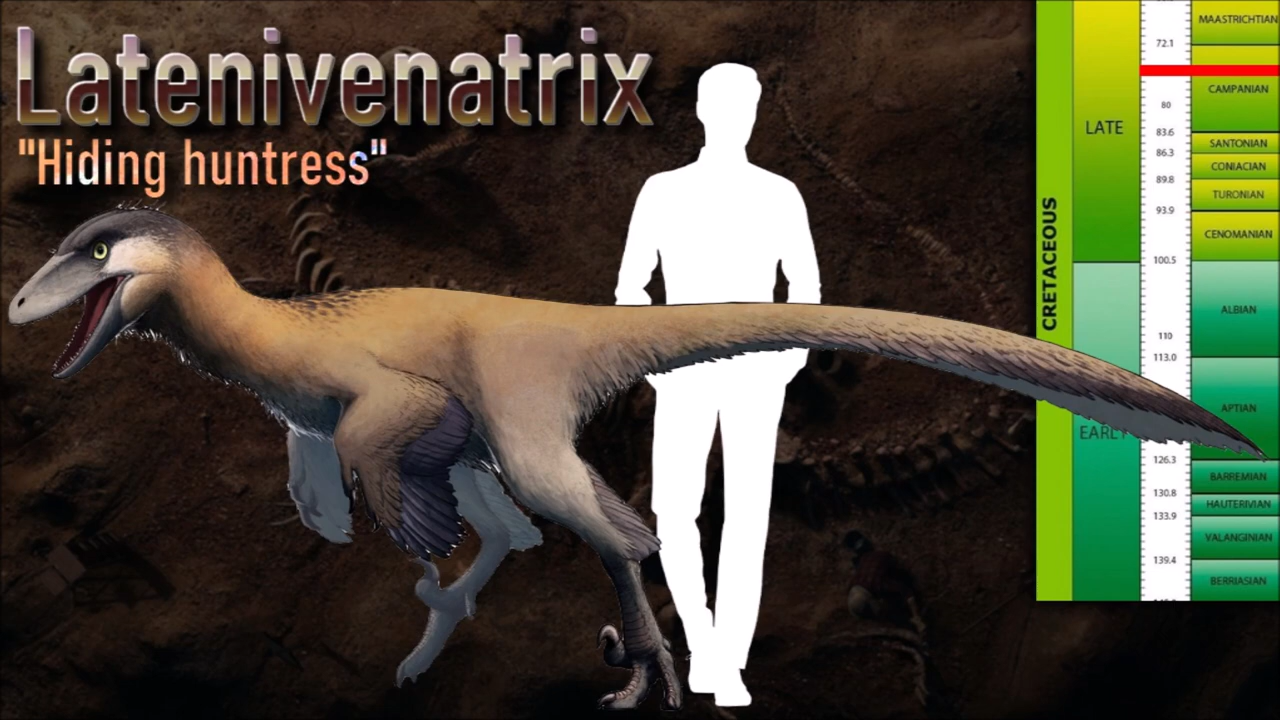 Latenivenatrix
"Hiding huntress"
CRETACEOUS
LATE
EARLY
72.1
80
83.6
86.3
89.8
93.9
100.5
110
113.0
126.3
130.8
133.9
139.4
MAASTRICHTIAN
CAMPANIAN
SANTONIAN
CONIACIAN
TURONIAN
CENOMANIAN
ALBIAN
APTIAN
BARREMIAN
HAUTERIVIAN
VALANGINIAN
BERRIASIAN